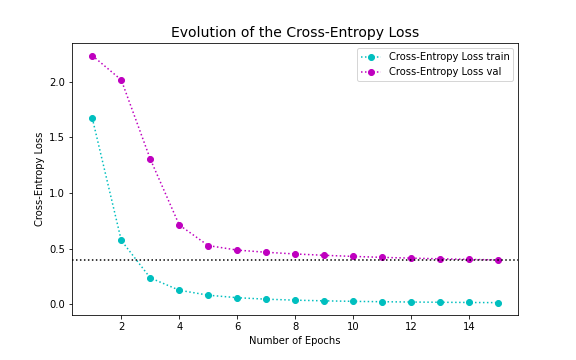 Evolution of the Cross-Entropy Loss
Cross-Entropy Loss train
Cross-Entropy Loss val
Cross-Entropy Loss
2.0
1.5
1.0
0.5
0.0
2 4 6 8 10 12 14
Number of Epochs